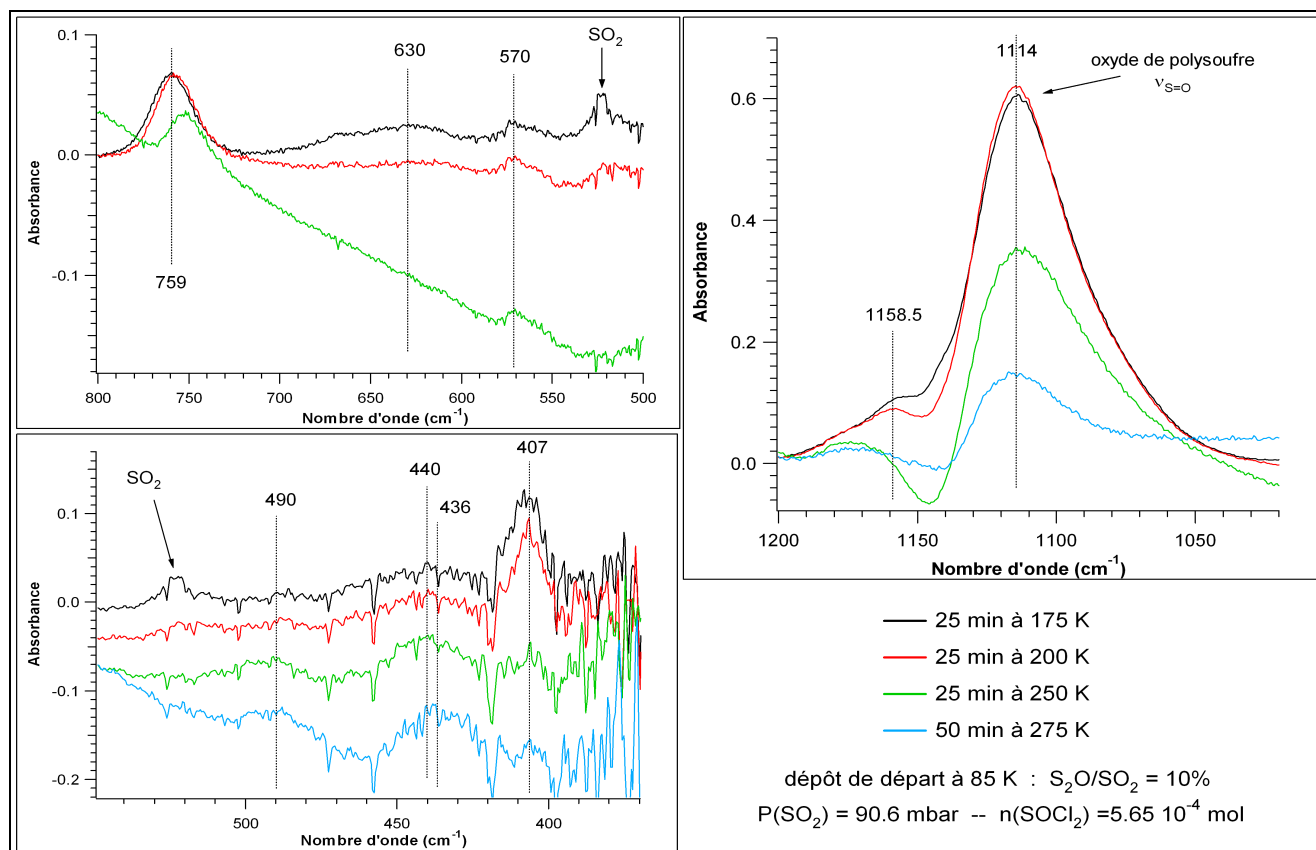 SO₂
630
570
759
Absorbance
0.1
0.0
-0.1
800
750
700
650
600
550
500
Nombre d'onde (cm⁻¹)
SO₂
490
440
436
407
Absorbance
0.1
0.0
-0.1
-0.2
500
450
400
Nombre d'onde (cm⁻¹)
1114
oxyde de polysoufre
ν S=O
1158.5
Absorbance
0.6
0.4
0.2
0.0
1200
1150
1100
1050
Nombre d'onde (cm⁻¹)
25 min à 175 K
25 min à 200 K
25 min à 250 K
50 min à 275 K
dépôt de départ à 85 K : S₂O/SO₂ = 10%
P(SO₂) = 90.6 mbar -- n(SOCl₂) =5.65 10⁻⁴ mol